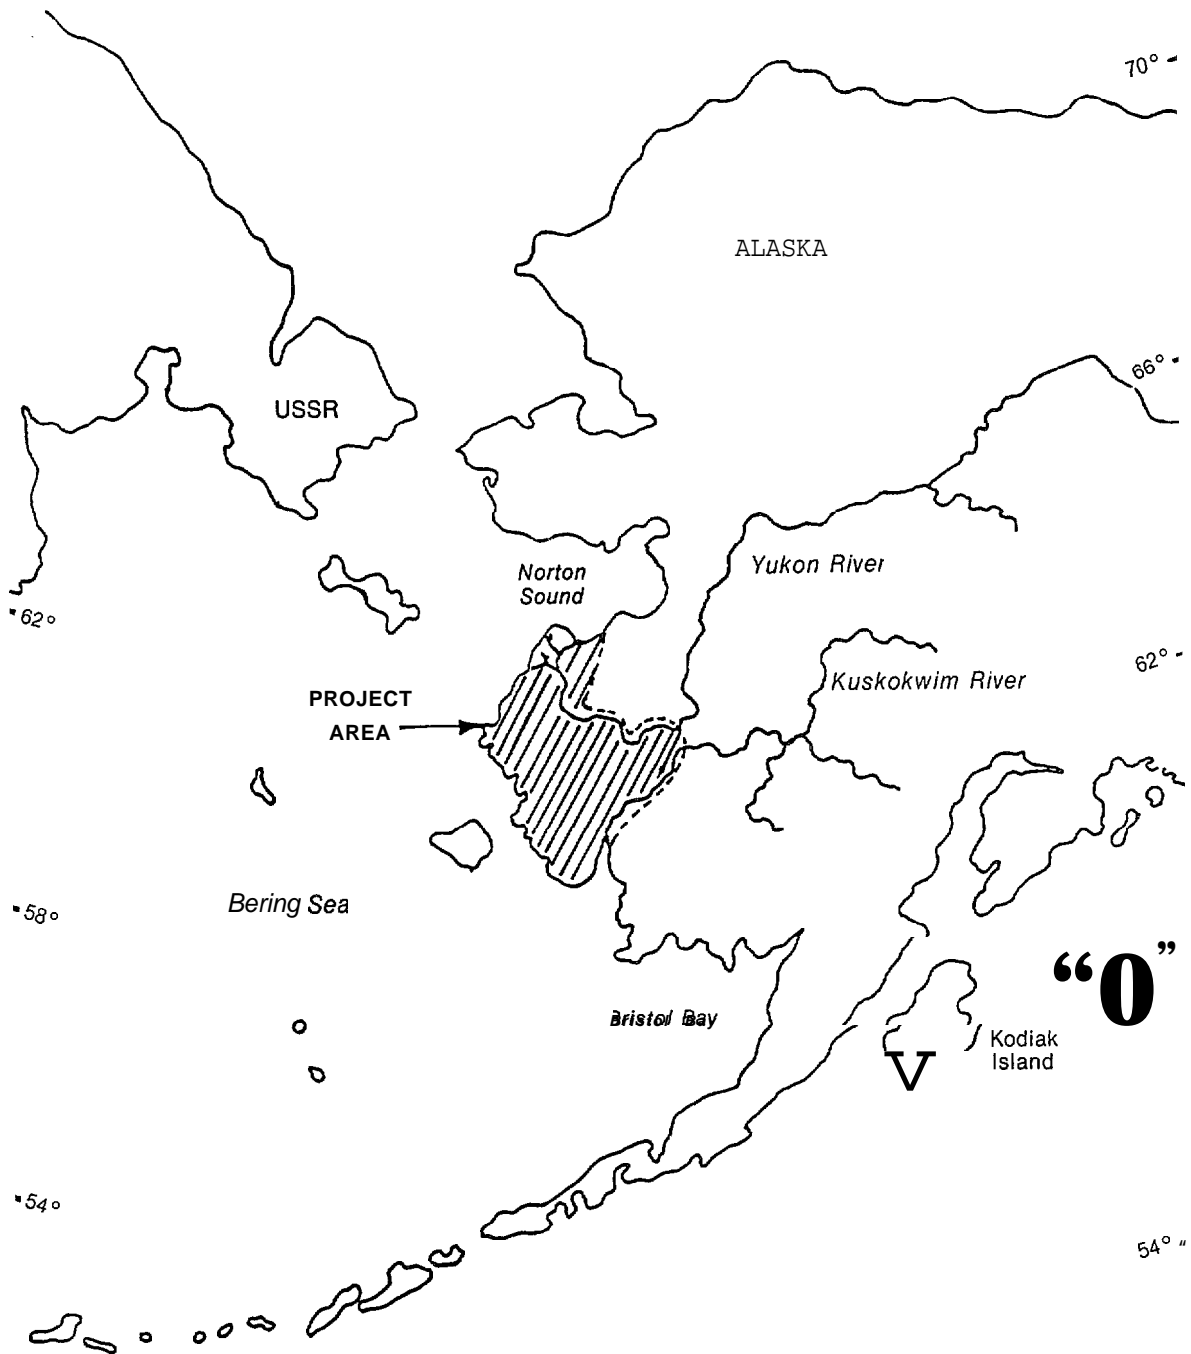 70°
ALASKA
66°
USSR
Norton
Sound
Yukon River
62°
62°
Kuskokwim River
PROJECT
AREA
Bering Sea
58°
“0”
Bristol Bay
Kodiak
Island
V
54°
54°